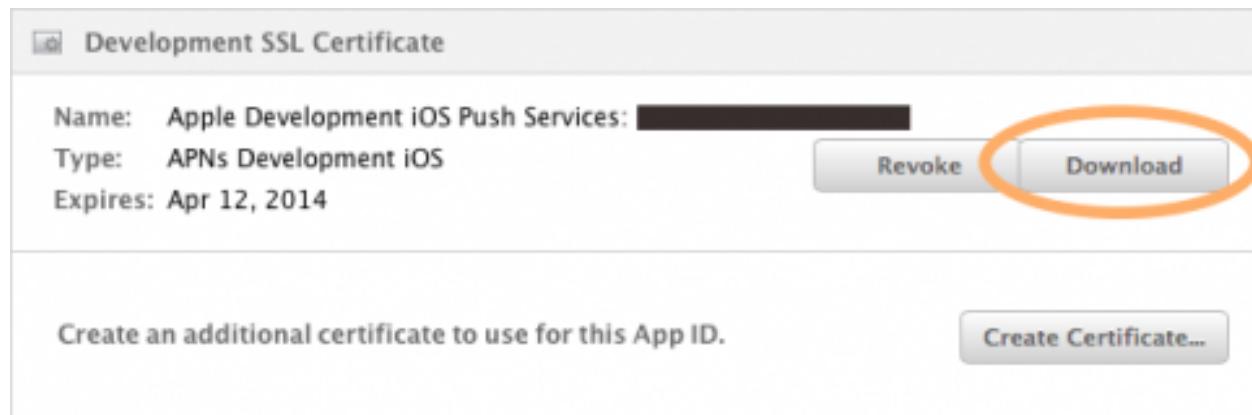 Development SSL Certificate
Name: Apple Development iOS Push Services:
Type: APNs Development iOS
Revoke
Download
Expires: Apr 12, 2014
Create an additional certificate to use for this App ID.
Create Certificate...